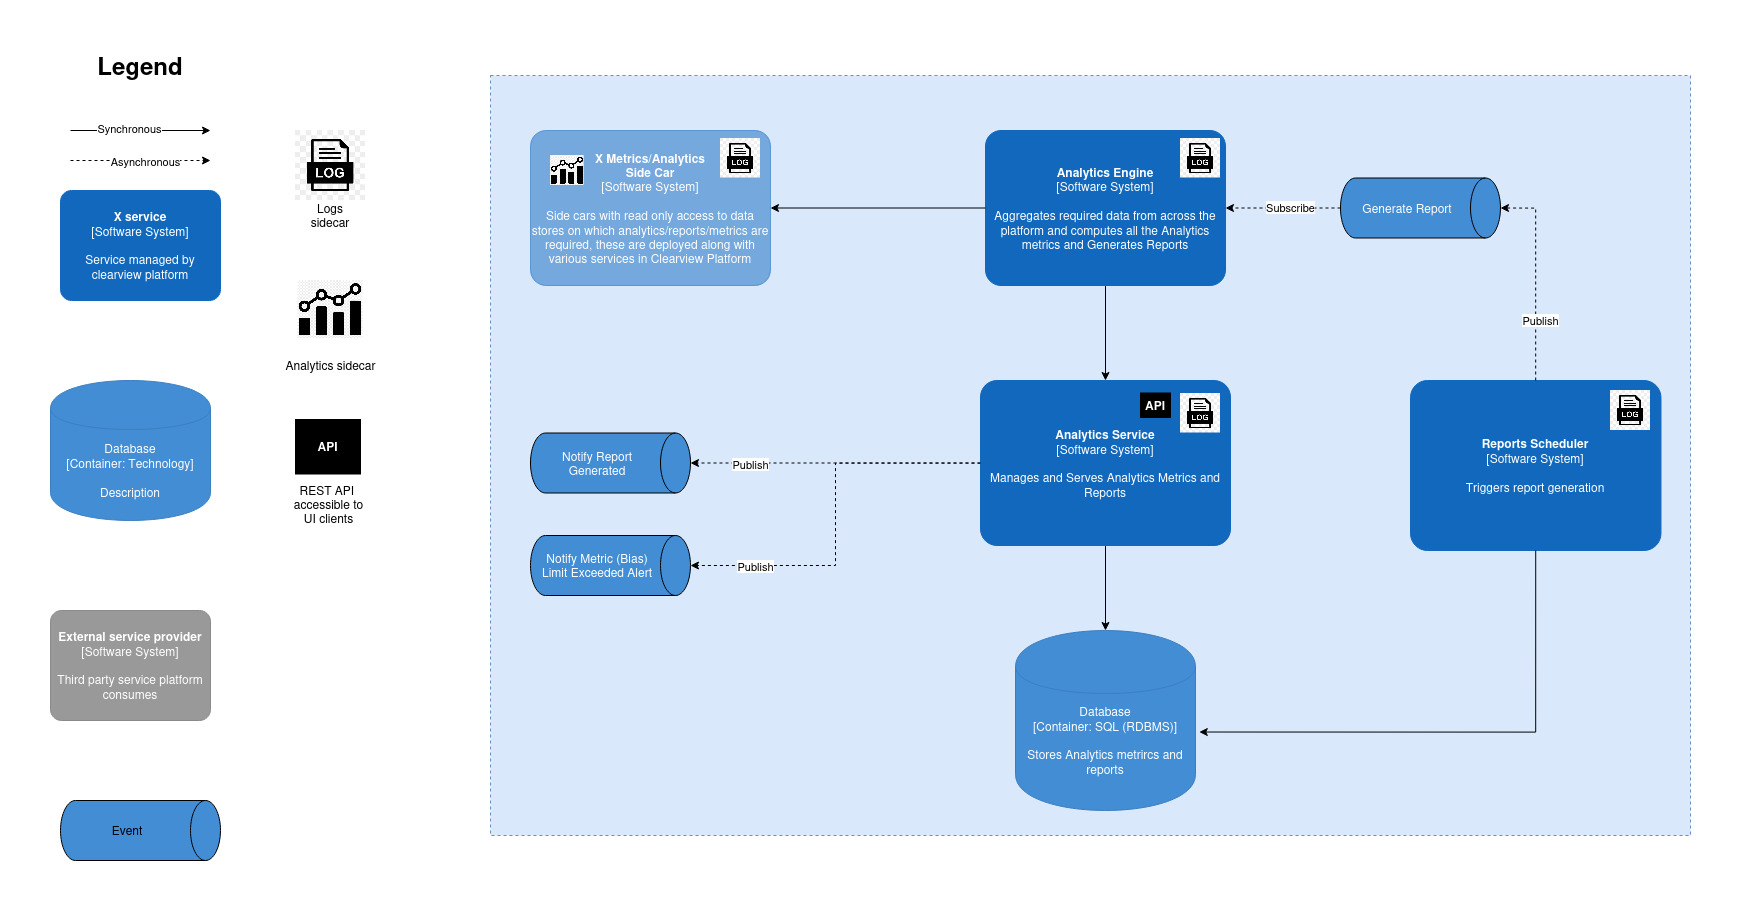 Legend
Synchronous
Asynchronous
X service
[Software System]
Service managed by
clearview platform
Database
[Container: Technology]
Description
External service provider
[Software System]
Third party service platform
consumes
Event
LOG
Logs
sidecar
Analytics sidecar
API
REST API
accessible to
UI clients
X Metrics/Analytics
Side Car
[Software System]
LOG
Side cars with read only access to data
stores on which analytics/reports/metrics are
required, these are deployed along with
various services in Clearview Platform
LOG
Analytics Engine
[Software System]
Aggregates required data from across the
platform and computes all the Analytics
metrics and Generates Reports
Subscribe
Generate Report
Publish
API
LOG
Analytics Service
[Software System]
Manages and Serves Analytics Metrics and
Reports
LOG
Reports Scheduler
[Software System]
Triggers report generation
Notify Report
Generated
Publish
Notify Metric (Bias)
Limit Exceeded Alert
Publish
Database
[Container: SQL (RDBMS)]
Stores Analytics metrircs and
reports